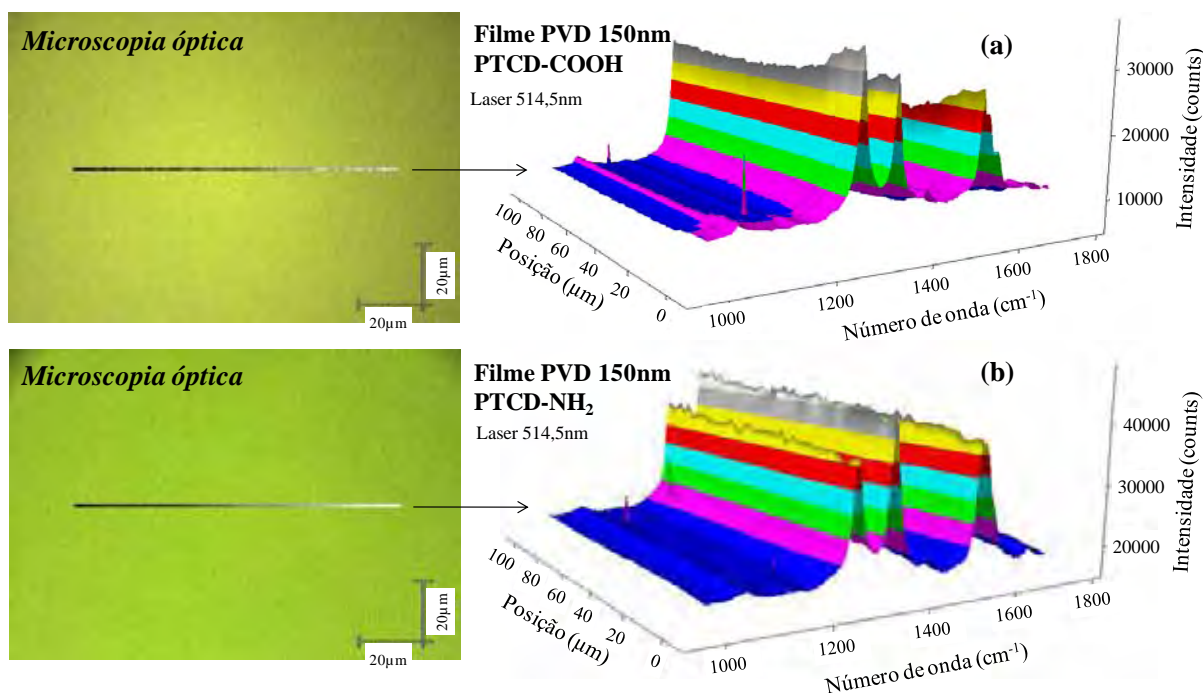 Microscopia óptica
Filme PVD 150nm
PTCD-COOH
Laser 514,5nm
(a)
30000
20000
10000
Intensidade (counts)
100
80
60
40
20
0
Posição (µm)
1000
1200
1400
1600
1800
Número de onda (cm⁻¹)
20µm
20µm
Microscopia óptica
Filme PVD 150nm
PTCD-NH₂
Laser 514,5nm
(b)
40000
30000
20000
Intensidade (counts)
100
80
60
40
20
0
Posição (µm)
1000
1200
1400
1600
1800
Número de onda (cm⁻¹)
20µm
20µm